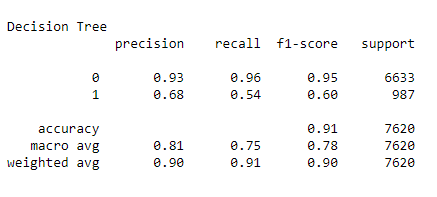 Decision Tree
precision recall f1-score support
0 0.93 0.96 0.95 6633
1 0.68 0.54 0.60 987
accuracy 0.91 7620
macro avg 0.81 0.75 0.78 7620
weighted avg 0.90 0.91 0.90 7620